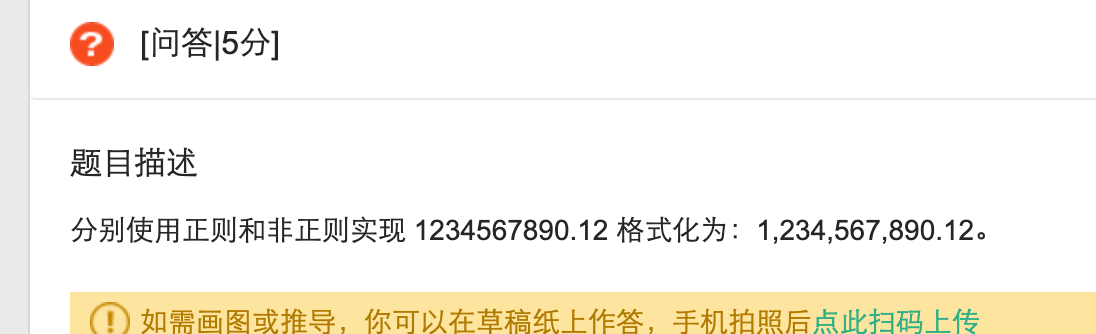 ?
[问答|5分]
题目描述
分别使用正则和非正则实现 1234567890.12 格式化为：1,234,567,890.12。
! 如需画图或推导，你可以在草稿纸上作答，手机拍照后点此扫码上传